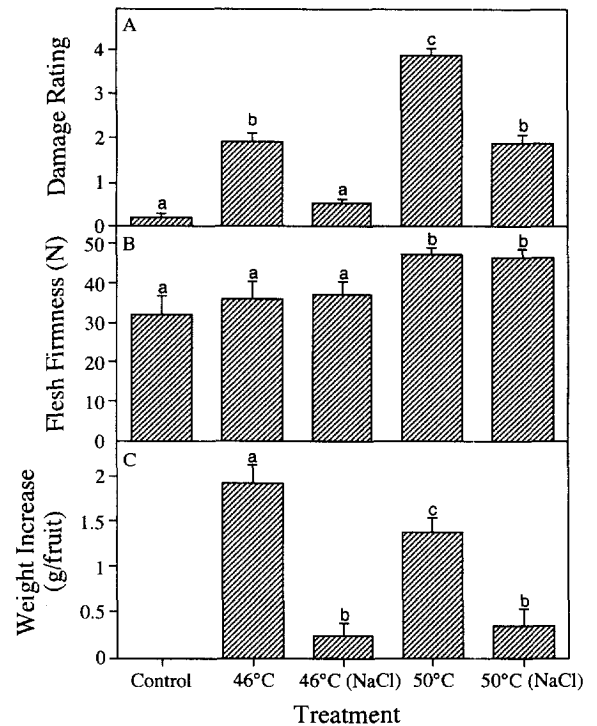 A
Damage Rating
4
3
2
1
0
a
b
a
c
b
B
Flesh Firmness (N)
50
40
30
20
10
0
a
a
a
b
b
C
Weight Increase
(g/fruit)
2
1.5
1
0.5
0
a
b
c
b
Control 46°C 46°C (NaCl) 50°C 50°C (NaCl)
Treatment